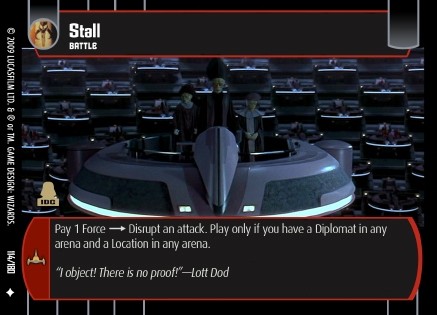 Stall
BATTLE
IDC
Pay 1 Force → Disrupt an attack. Play only if you have a Diplomat in any
arena and a Location in any arena.
"I object! There is no proof!"—Lott Dod
© 2009 LUCASFILM LTD. & ® or TM. GAME DESIGN: WIZARDS.
114/180